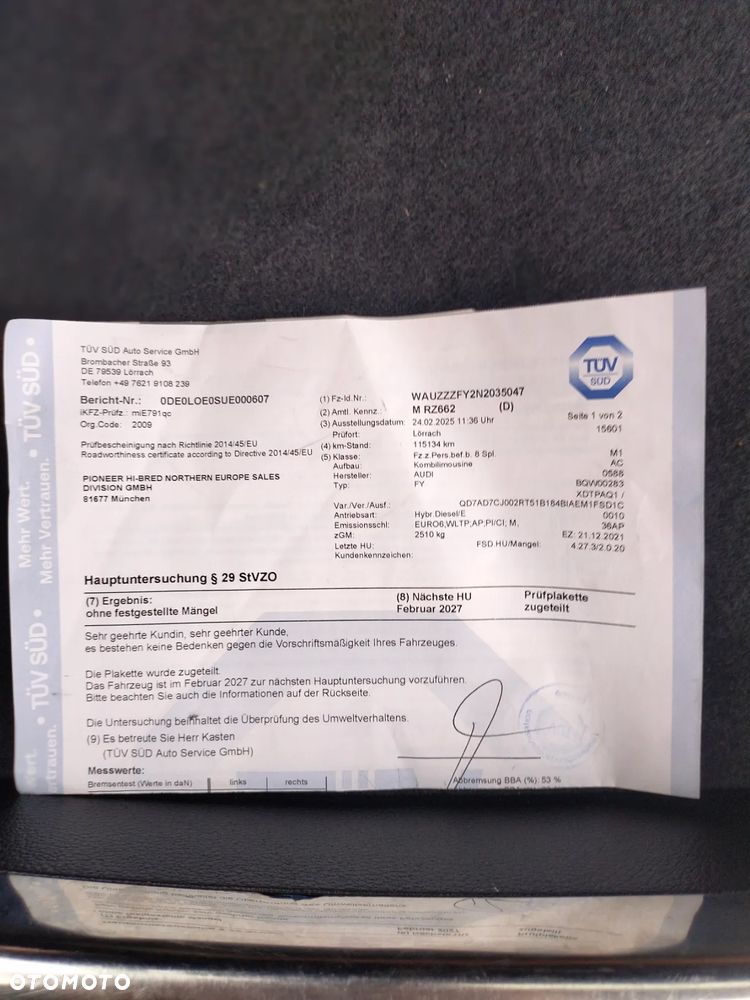 TÜV SÜD Auto Service GmbH
Brombacher Straße 93
DE 79539 Lörrach
Telefon +49 7621 9108 239
Bericht-Nr.: 0DE0LOE0SUE000607
iKFZ-Prüfz.: miE791qc
Org.Code: 2009
Prüfbescheinigung nach Richtlinie 2014/45/EU
Roadworthiness certificate according to Directive 2014/45/EU
PIONEER HI-BRED NORTHERN EUROPE SALES
DIVISION GMBH
81677 München
(1) Fz-Id.Nr.: WAUZZZFY2N2035047
(2) Amtl. Kennz.: M RZ662 (D)
(3) Ausstellungsdatum: 24.02.2025 11:36 Uhr
Prüfort: Lörrach
(4) km-Stand: 115134 km
(5) Klasse: Fz.z.Pers.bef.b. 8 Spl. M1
Aufbau: Kombilimousine AC
Hersteller: AUDI 0588
Typ: FY BQW00283
XDTPAQ1 /
Var./Ver./Ausf.: QD7AD7CJ002RT51B184BIAEM1FSD1C
Antriebsart: Hybr.Diesel/E 0010
Emissionsschl: EURO6,WLTP;AP,PI/CI; M, 36AP
zGM: 2510 kg EZ: 21.12.2021
Letzte HU: FSD.HU/Mangel: 4.27.3/2.0.20
Kundenkennzeichen:
TÜV
SÜD
Seite 1 von 2
15601
Hauptuntersuchung § 29 StVZO
(7) Ergebnis: (8) Nächste HU Prüfplakette
ohne festgestellte Mängel Februar 2027 zugeteilt
Sehr geehrte Kundin, sehr geehrter Kunde,
es bestehen keine Bedenken gegen die Vorschriftsmäßigkeit Ihres Fahrzeuges.
Die Plakette wurde zugeteilt.
Das Fahrzeug ist im Februar 2027 zur nächsten Hauptuntersuchung vorzuführen.
Bitte beachten Sie auch die Informationen auf der Rückseite.
Die Untersuchung beinhaltet die Überprüfung des Umweltverhaltens.
(9) Es betreute Sie Herr Kasten
(TÜV SÜD Auto Service GmbH)
Messwerte:
Bremsentest (Werte in daN) links rechts
Abbremsung BBA (%): 53 %
TÜV SÜD •
Mehr Wert.
Mehr Vertrauen.
• TÜV SÜD •
Wert.
Vertrauen.
OTOMOTO